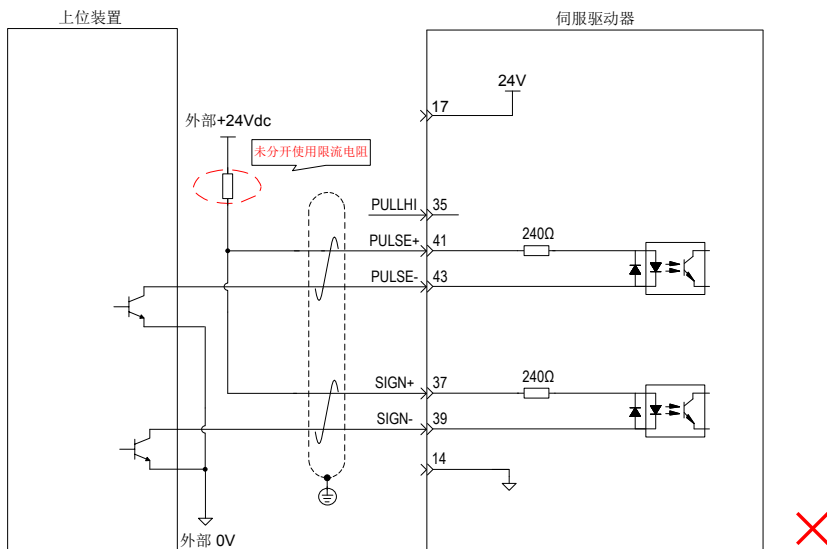 上位装置
伺服驱动器
24V
17
外部+24Vdc
未分开使用限流电阻
PULLHI 35
PULSE+ 41
240Ω
PULSE- 43
SIGN+ 37
240Ω
SIGN- 39
14
外部 0V